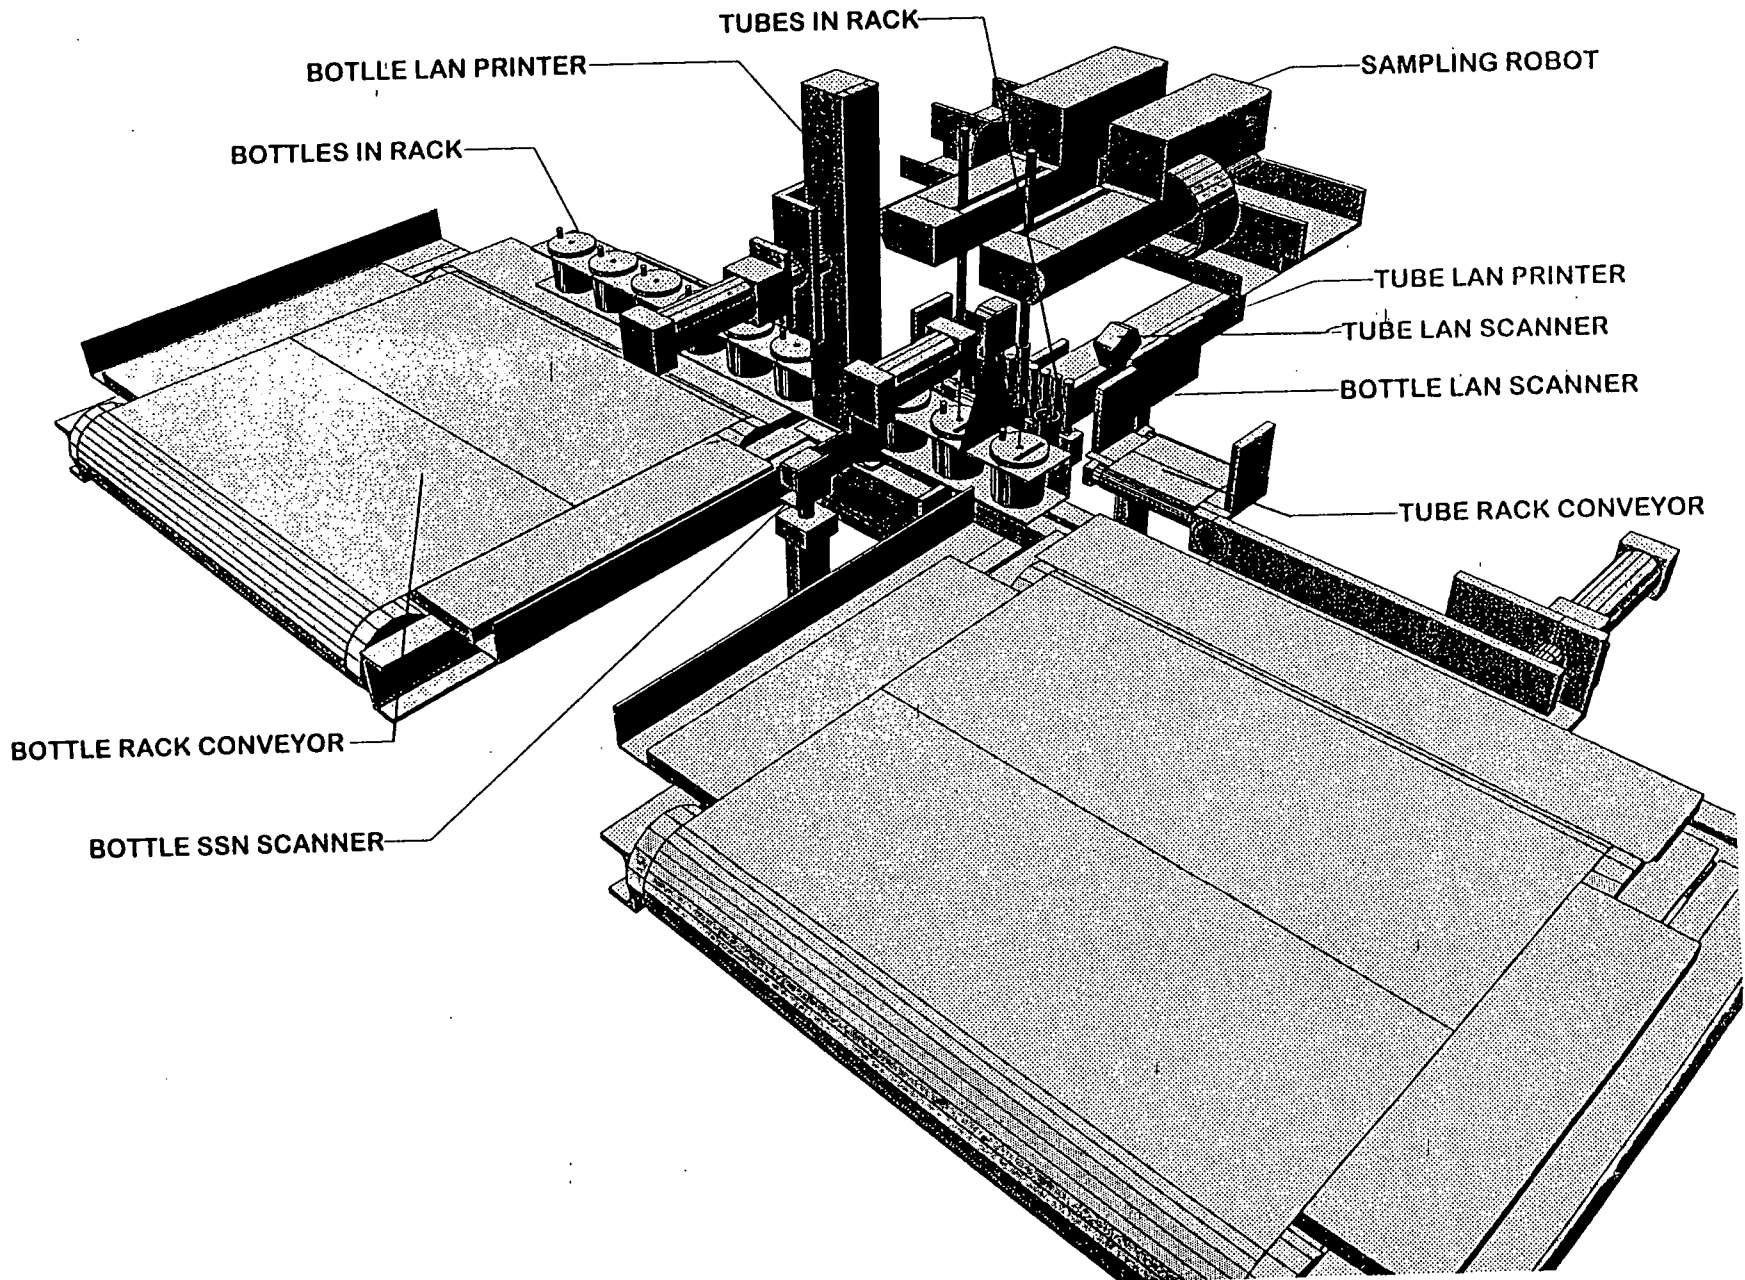 TUBES IN RACK
BOTLLE LAN PRINTER
SAMPLING ROBOT
BOTTLES IN RACK
TUBE LAN PRINTER
TUBE LAN SCANNER
BOTTLE LAN SCANNER
TUBE RACK CONVEYOR
BOTTLE RACK CONVEYOR
BOTTLE SSN SCANNER